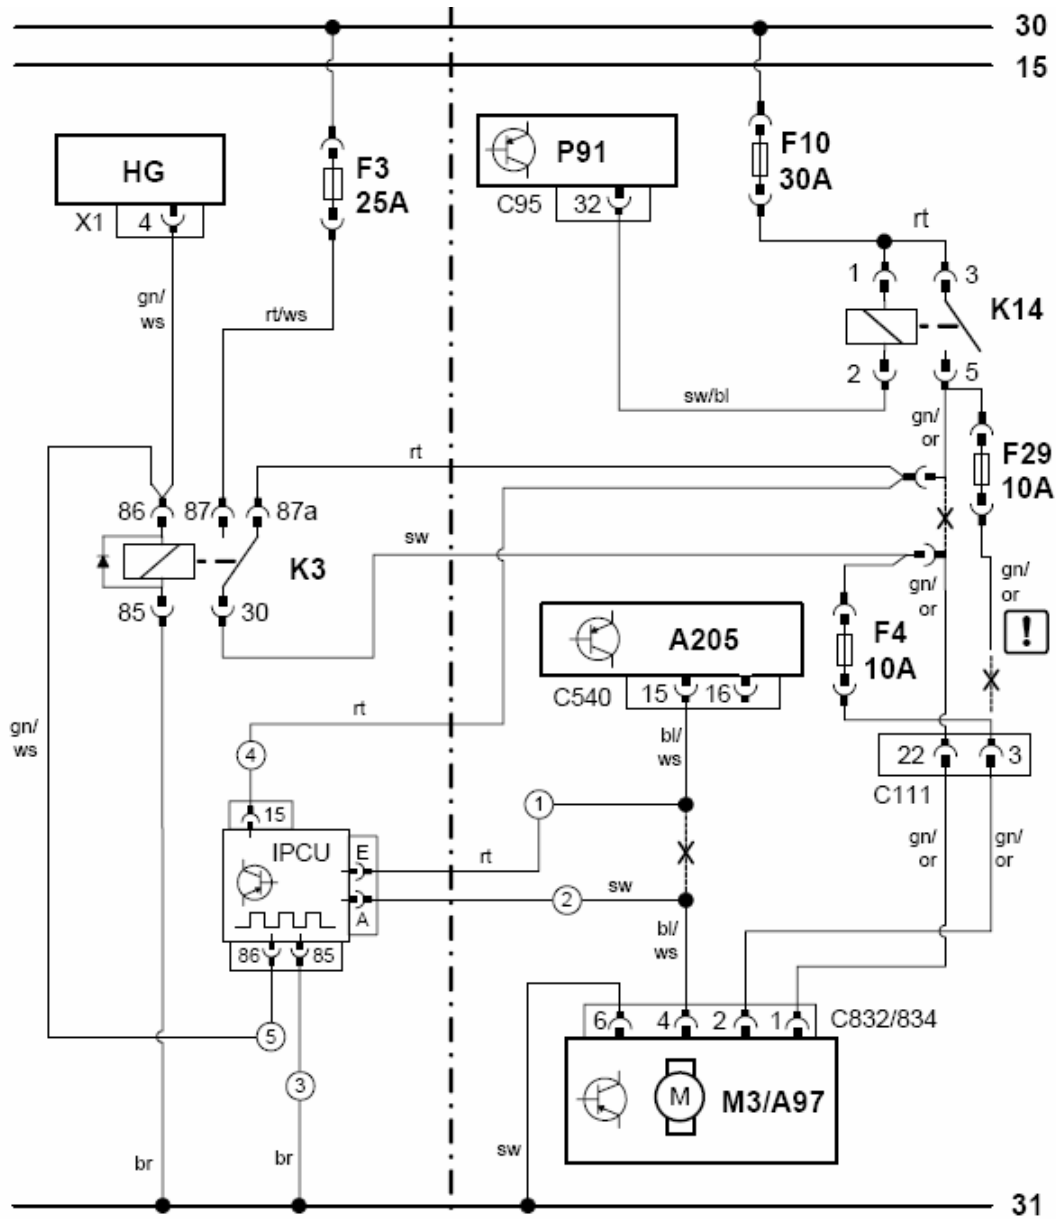 30
15
HG
X1
4
F3
25A
P91
C95
32
F10
30A
rt
1
3
K14
2
5
gn/
ws
rt/ws
sw/bl
gn/
or
F29
10A
rt
86
87
87a
K3
sw
85
30
gn/
or
gn/
or
!
F4
10A
A205
C540
15
16
gn/
ws
rt
bl/
ws
22
3
C111
4
1
15
IPCU
E
rt
A
2
sw
gn/
or
gn/
or
bl/
ws
86
85
5
3
6
4
2
1
C832/834
M
M3/A97
br
br
sw
31